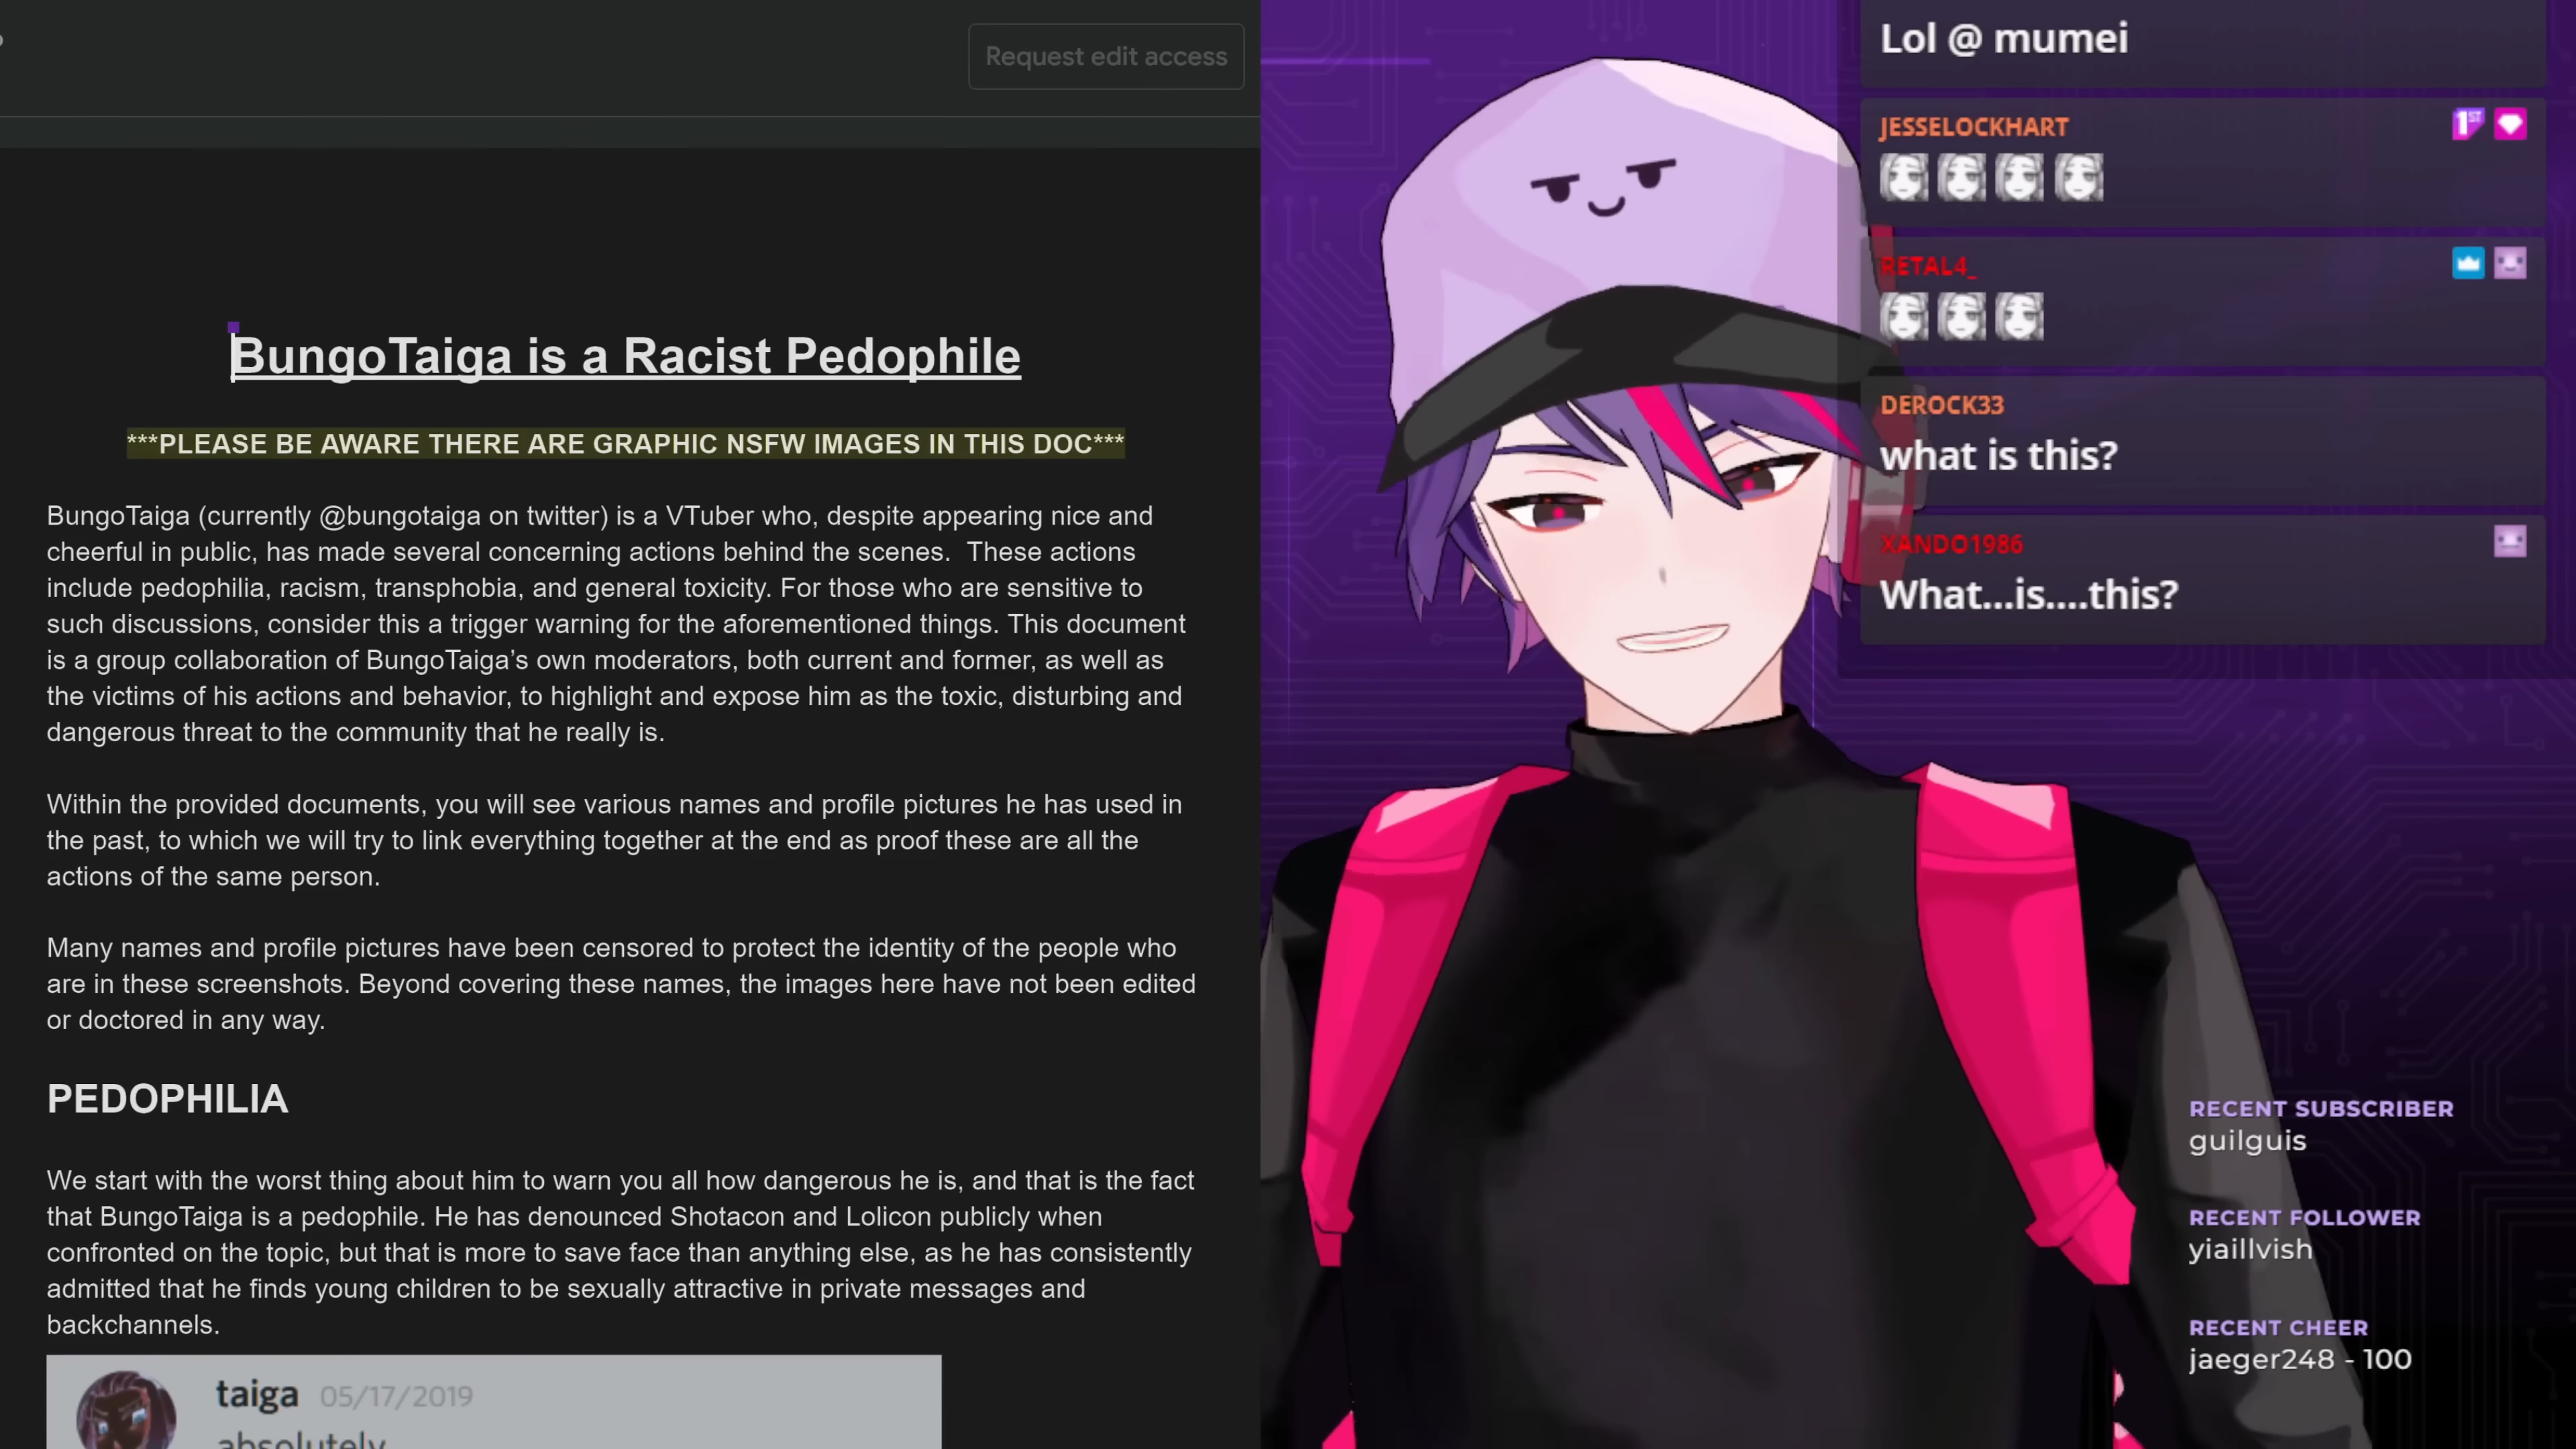 Request edit access
BungoTaiga is a Racist Pedophile
***PLEASE BE AWARE THERE ARE GRAPHIC NSFW IMAGES IN THIS DOC***
BungoTaiga (currently @bungotaiga on twitter) is a VTuber who, despite appearing nice and
cheerful in public, has made several concerning actions behind the scenes.  These actions
include pedophilia, racism, transphobia, and general toxicity. For those who are sensitive to
such discussions, consider this a trigger warning for the aforementioned things. This document
is a group collaboration of BungoTaiga’s own moderators, both current and former, as well as
the victims of his actions and behavior, to highlight and expose him as the toxic, disturbing and
dangerous threat to the community that he really is.
Within the provided documents, you will see various names and profile pictures he has used in
the past, to which we will try to link everything together at the end as proof these are all the
actions of the same person.
Many names and profile pictures have been censored to protect the identity of the people who
are in these screenshots. Beyond covering these names, the images here have not been edited
or doctored in any way.
PEDOPHILIA
We start with the worst thing about him to warn you all how dangerous he is, and that is the fact
that BungoTaiga is a pedophile. He has denounced Shotacon and Lolicon publicly when
confronted on the topic, but that is more to save face than anything else, as he has consistently
admitted that he finds young children to be sexually attractive in private messages and
backchannels.
taiga 05/17/2019
absolutely
Lol @ mumei
JESSELOCKHART
1ST
RETAL4_
DEROCK33
what is this?
XANDO1986
What...is....this?
RECENT SUBSCRIBER
guilguis
RECENT FOLLOWER
yiaillvish
RECENT CHEER
jaeger248 - 100